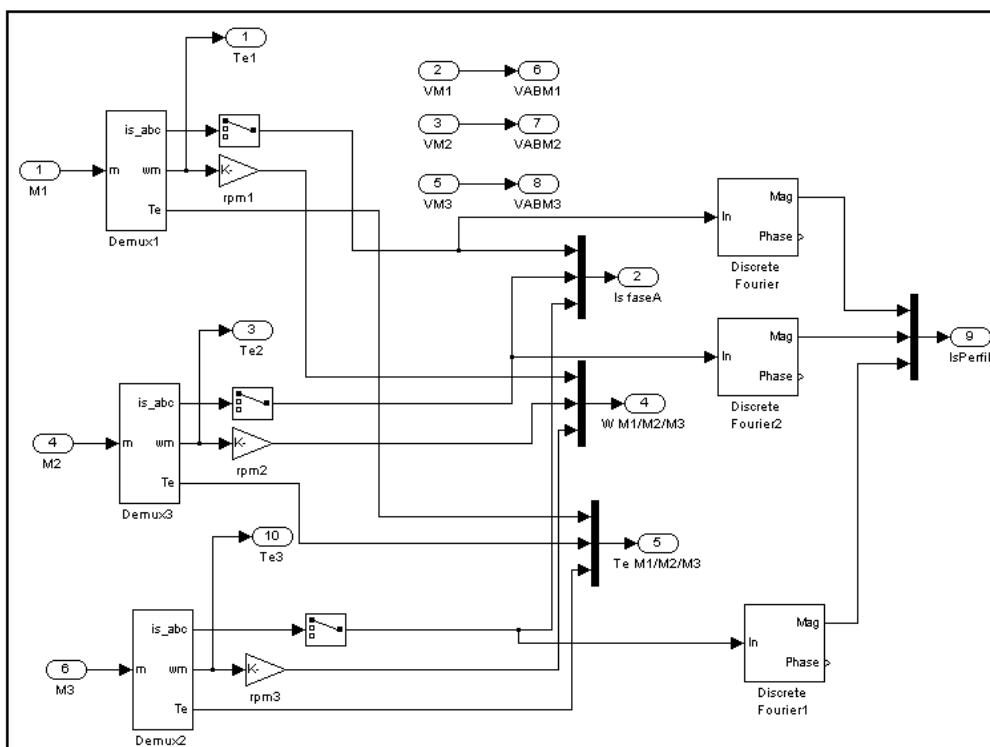 1
Te1
2
VM1
6
VABM1
is_abc
3
VM2
7
VABM2
1
M1
m
wm
K-
rpm1
5
VM3
8
VABM3
Te
Demux1
In
Mag
Phase
Discrete
Fourier
2
Is faseA
3
Te2
In
Mag
Phase
Discrete
Fourier2
9
IsPerfil
is_abc
4
W M1/M2/M3
4
M2
m
wm
K-
rpm2
Te
Demux3
10
Te3
5
Te M1/M2/M3
is_abc
In
Mag
Phase
Discrete
Fourier1
6
M3
m
wm
K-
rpm3
Te
Demux2